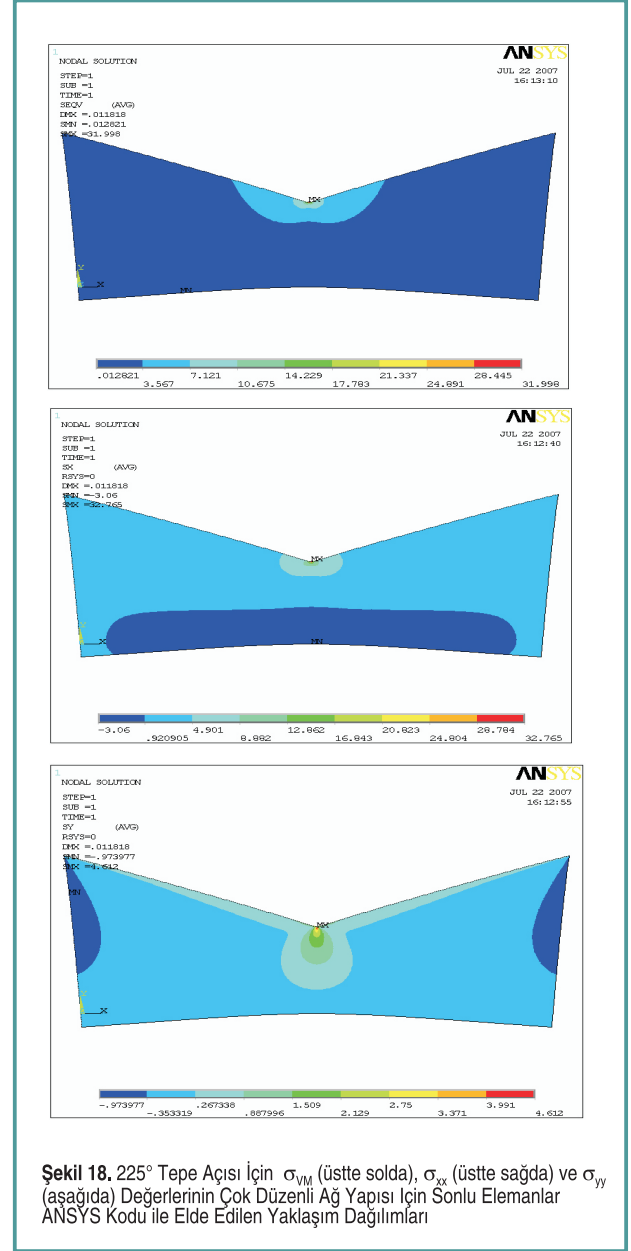 1
ANSYS
NODAL SOLUTION
JUL 22 2007
16:13:10
STEP=1
SUB =1
TIME=1
SEQV (AVG)
DMX =.011818
SMN =.012821
SMX =31.998
MX
Y
X
MN
.012821 7.121 14.229 21.337 28.445
3.567 10.675 17.783 24.891 31.998
1
ANSYS
NODAL SOLUTION
JUL 22 2007
16:12:40
STEP=1
SUB =1
TIME=1
SX (AVG)
RSYS=0
DMX =.011818
SMN =-3.06
SMX =32.765
MX
Y
X
MN
-3.06 4.901 12.862 20.823 28.784
.920905 8.882 16.843 24.804 32.765
1
ANSYS
NODAL SOLUTION
JUL 22 2007
16:12:55
STEP=1
SUB =1
TIME=1
SY (AVG)
RSYS=0
DMX =.011818
SMN =-.973977
SMX =4.612
MN
MX
Y
X
-.973977 .267338 1.509 2.75 3.991
-.353319 .887996 2.129 3.371 4.612
Şekil 18. 225° Tepe Açısı İçin σVM (üstte solda), σxx (üstte sağda) ve σyy
(aşağıda) Değerlerinin Çok Düzenli Ağ Yapısı Için Sonlu Elemanlar
ANSYS Kodu ile Elde Edilen Yaklaşım Dağılımları